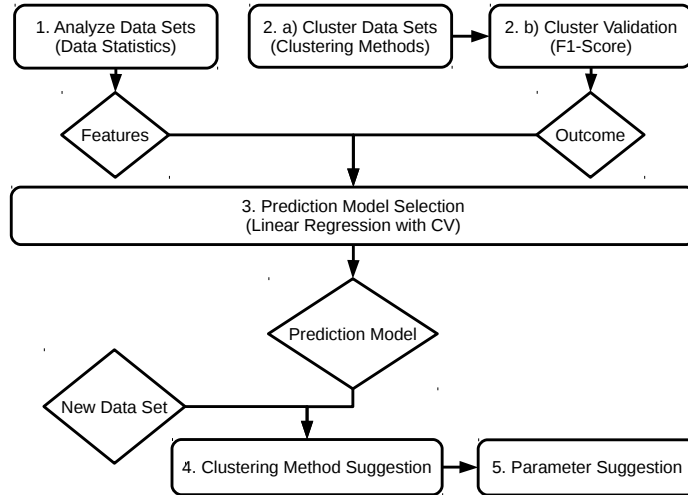 1. Analyze Data Sets
(Data Statistics)
2. a) Cluster Data Sets
(Clustering Methods)
2. b) Cluster Validation
(F1-Score)
Features
Outcome
3. Prediction Model Selection
(Linear Regression with CV)
Prediction Model
New Data Set
4. Clustering Method Suggestion
5. Parameter Suggestion